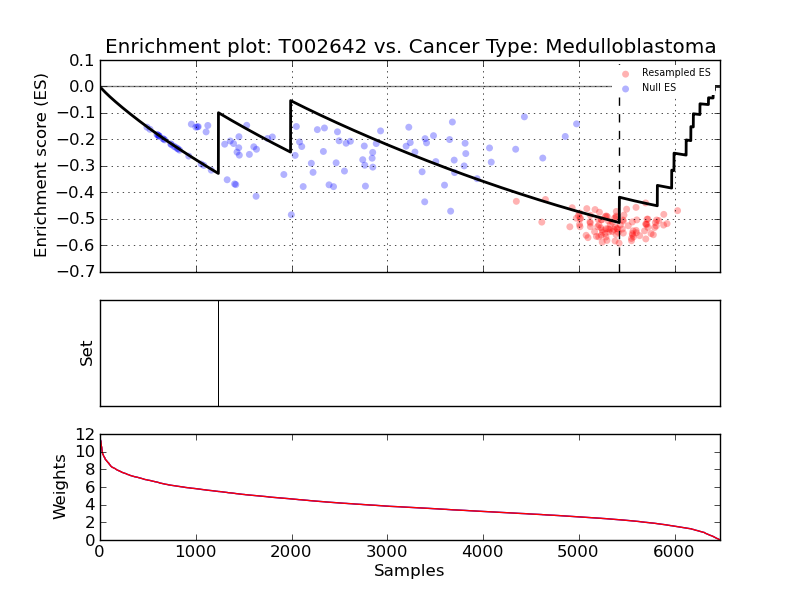 Enrichment plot: T002642 vs. Cancer Type: Medulloblastoma
Enrichment score (ES)
0.1
0.0
−0.1
−0.2
−0.3
−0.4
−0.5
−0.6
−0.7
Resampled ES
Null ES
Set
Weights
12
10
8
6
4
2
0
0 1000 2000 3000 4000 5000 6000
Samples